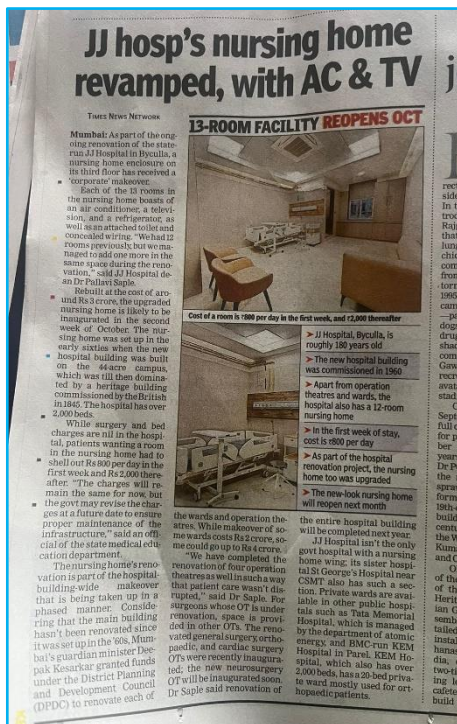 JJ hosp's nursing home
revamped, with AC & TV
TIMES NEWS NETWORK
Mumbai: As part of the ong-
oing renovation of the state-
run JJ Hospital in Byculla, a
nursing home enclosure on
its third floor has received a
'corporate' makeover.
Each of the 13 rooms in
the nursing home boasts of
an air conditioner, a televi-
sion, and a refrigerator, as
well as an attached toilet and
concealed wiring. "We had 12
rooms previously, but we ma-
naged to add one more in the
same space during the reno-
vation," said JJ Hospital de-
an Dr Pallavi Saple.
Rebuilt at the cost of aro-
und Rs 3 crore, the upgraded
nursing home is likely to be
inaugurated in the second
week of October. The nur-
sing home was set up in the
early sixties when the new
hospital building was built
on the 44-acre campus,
which was till then domina-
ted by a heritage building
commissioned by the British
in 1845. The hospital has over
2,000 beds.
While surgery and bed
charges are nil in the hospi-
tal, patients wanting a room
in the nursing home had to
shell out Rs 800 per day in the
first week and Rs 2,000 there-
after. "The charges will re-
main the same for now, but
the govt may revise the char-
ges at a future date to ensure
proper maintenance of the
infrastructure," said an offi-
cial of the state medical edu-
cation department.
The nursing home's reno-
vation is part of the hospital-
building-wide makeover
that is being taken up in a
phased manner. Conside-
ring that the main building
hasn't been renovated since
it was set up in the '60s, Mum-
bai's guardian minister Dee-
pak Kesarkar granted funds
under the District Planning
and Development Council
(DPDC) to renovate each of
13-ROOM FACILITY REOPENS OCT
Cost of a room is ₹800 per day in the first week, and ₹2,000 thereafter
JJ Hospital, Byculla, is
roughly 180 years old
The new hospital building
was commissioned in 1960
Apart from operation
theatres and wards, the
hospital also has a 12-room
nursing home
In the first week of stay,
cost is ₹800 per day
As part of the hospital
renovation project, the nursing
home too was upgraded
The new-look nursing home
will reopen next month
the wards and operation the-
atres. While makeover of so-
me wards costs Rs 2 crore, so-
me could go up to Rs 4 crore.
"We have completed the
renovation of four operation
theatres as well in such a way
that patient care wasn't dis-
rupted," said Dr Saple. For
surgeons whose OT is under
renovation, space is provi-
ded in other OTs. The reno-
vated general surgery, ortho-
paedic, and cardiac surgery
OTs were recently inaugura-
ted; the new neurosurgery
OT will be inaugurated soon.
Dr Saple said renovation of
the entire hospital building
will be completed next year.
JJ Hospital isn't the only
govt hospital with a nursing
home wing; its sister hospi-
tal St George's Hospital near
CSMT also has such a sec-
tion. Private wards are avai-
lable in other public hospi-
tals such as Tata Memorial
Hospital, which is managed
by the department of atomic
energy, and BMC-run KEM
Hospital in Parel. KEM Ho-
spital, which also has over
2,000 beds, has a 20-bed priva-
te ward mostly used for ort-
hopaedic patients.